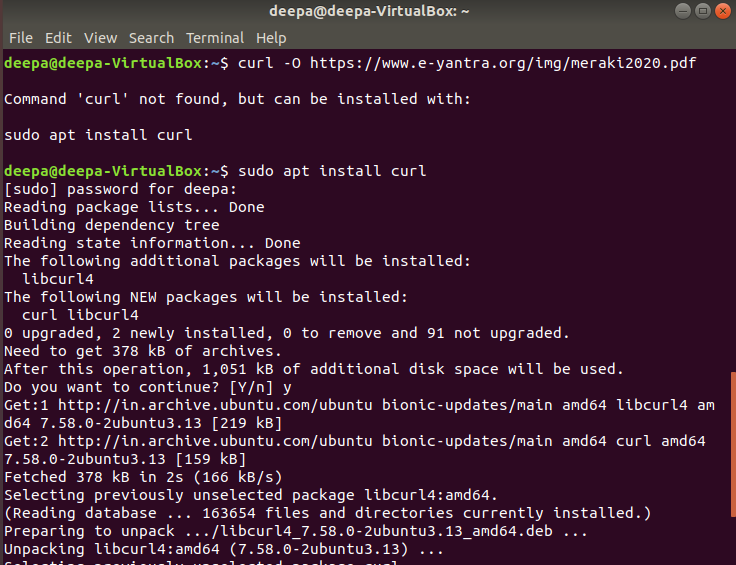 deepa@deepa-VirtualBox: ~
File Edit View Search Terminal Help
deepa@deepa-VirtualBox:~$ curl -O https://www.e-yantra.org/img/meraki2020.pdf
Command 'curl' not found, but can be installed with:
sudo apt install curl
deepa@deepa-VirtualBox:~$ sudo apt install curl
[sudo] password for deepa:
Reading package lists... Done
Building dependency tree
Reading state information... Done
The following additional packages will be installed:
libcurl4
The following NEW packages will be installed:
curl libcurl4
0 upgraded, 2 newly installed, 0 to remove and 91 not upgraded.
Need to get 378 kB of archives.
After this operation, 1,051 kB of additional disk space will be used.
Do you want to continue? [Y/n] y
Get:1 http://in.archive.ubuntu.com/ubuntu bionic-updates/main amd64 libcurl4 am
d64 7.58.0-2ubuntu3.13 [219 kB]
Get:2 http://in.archive.ubuntu.com/ubuntu bionic-updates/main amd64 curl amd64
7.58.0-2ubuntu3.13 [159 kB]
Fetched 378 kB in 2s (166 kB/s)
Selecting previously unselected package libcurl4:amd64.
(Reading database ... 163654 files and directories currently installed.)
Preparing to unpack .../libcurl4_7.58.0-2ubuntu3.13_amd64.deb ...
Unpacking libcurl4:amd64 (7.58.0-2ubuntu3.13) ...
Selecting previously unselected package curl.